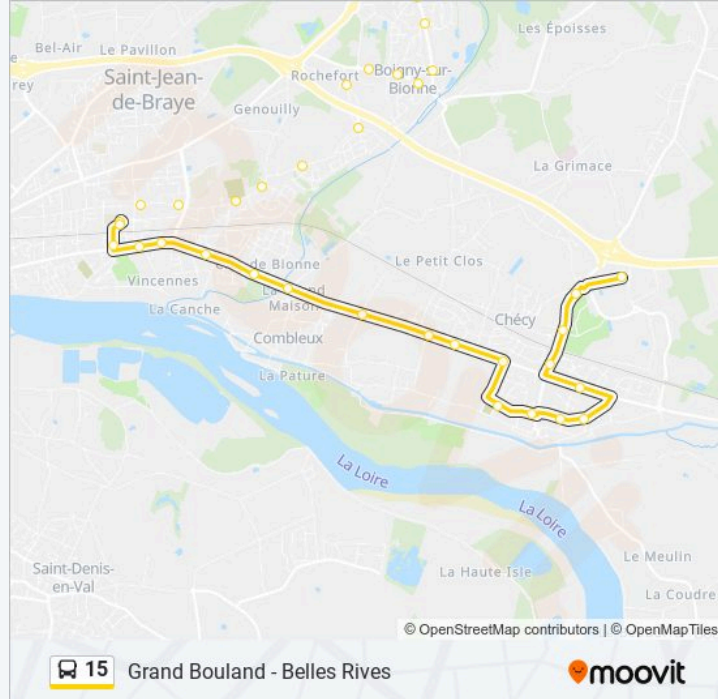 Bel-Air
Le Pavillon
Les Époisses
e
rey
Saint-Jean-
de-Braye
Rochefort
Boigny-sur-
Bionne
Genouilly
La Grimace
de Bionne
Le Petit Clos
Vincennes
La
nd
Maison
La Canche
Chécy
Combleux
La Pature
La Loire
La Loire
Saint-Denis-
en-Val
La Haute-Isle
Le Meulin
La Coudre
© OpenStreetMap contributors | © OpenMapTiles
15 Grand Bouland - Belles Rives
moovit